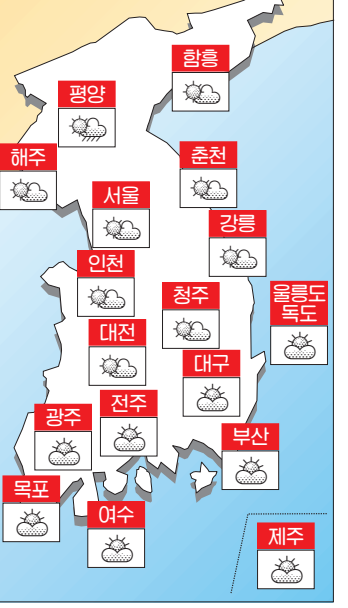 함흥
평양
해주
춘천
서울
강릉
인천
청주
울릉도
독도
대전
대구
전주
광주
부산
목포
여수
제주